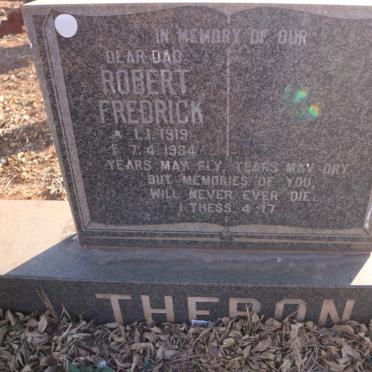 IN MEMORY OF OUR
DEAR DAD
ROBERT
FREDRICK
* 1.1.1919
† 7.4.1984
YEARS MAY FLY, TEARS MAY DRY
BUT MEMORIES OF YOU
WILL NEVER EVER DIE.
I THESS. 4-17
THERON